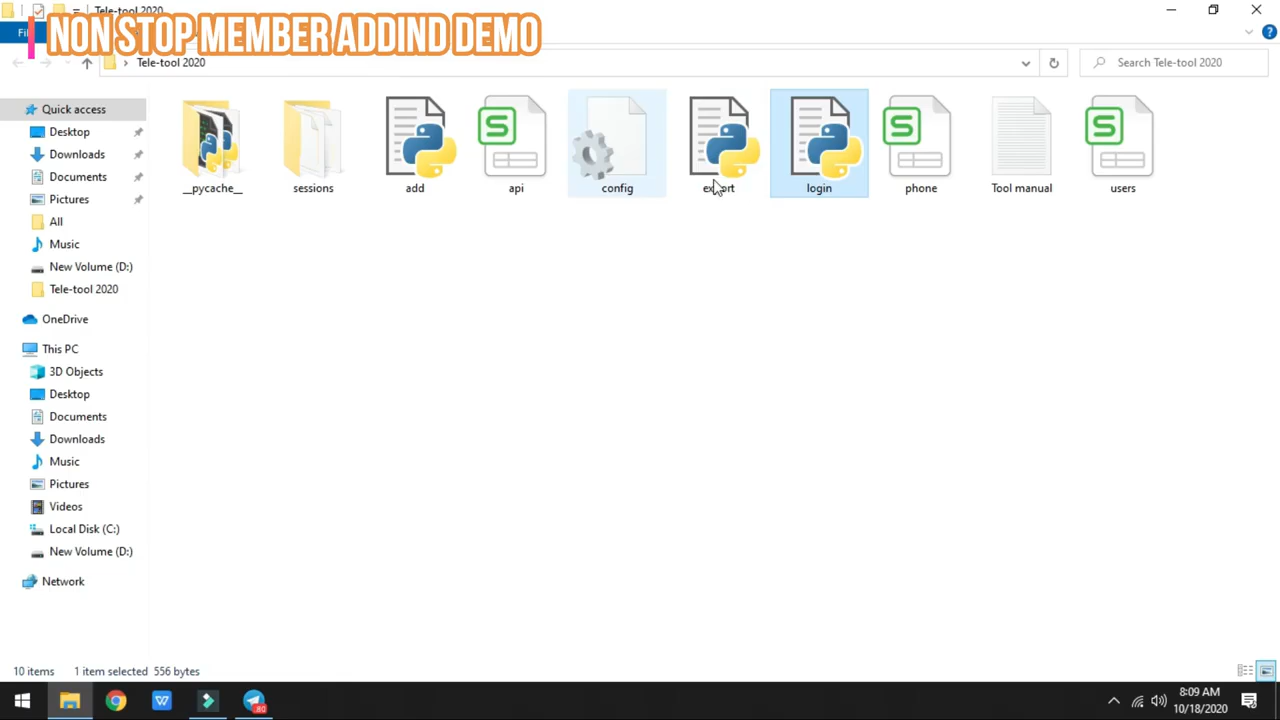 Tele-tool 2020
NON STOP MEMBER ADDIND DEMO
Tele-tool 2020
Search Tele-tool 2020
Quick access
Desktop
Downloads
Documents
Pictures
All
Music
New Volume (D:)
Tele-tool 2020
OneDrive
This PC
3D Objects
Desktop
Documents
Downloads
Music
Pictures
Videos
Local Disk (C:)
New Volume (D:)
Network
__pycache__
sessions
add
api
config
export
login
phone
Tool manual
users
10 items 1 item selected 556 bytes
80
8:09 AM
10/18/2020